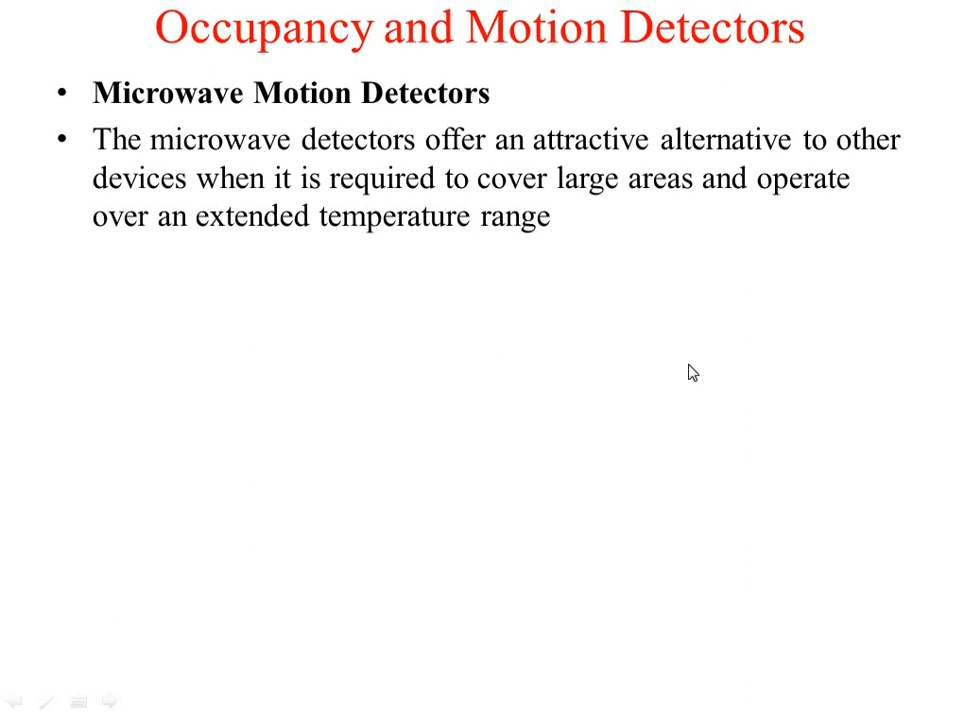 Occupancy and Motion Detectors
• Microwave Motion Detectors
• The microwave detectors offer an attractive alternative to other
devices when it is required to cover large areas and operate
over an extended temperature range